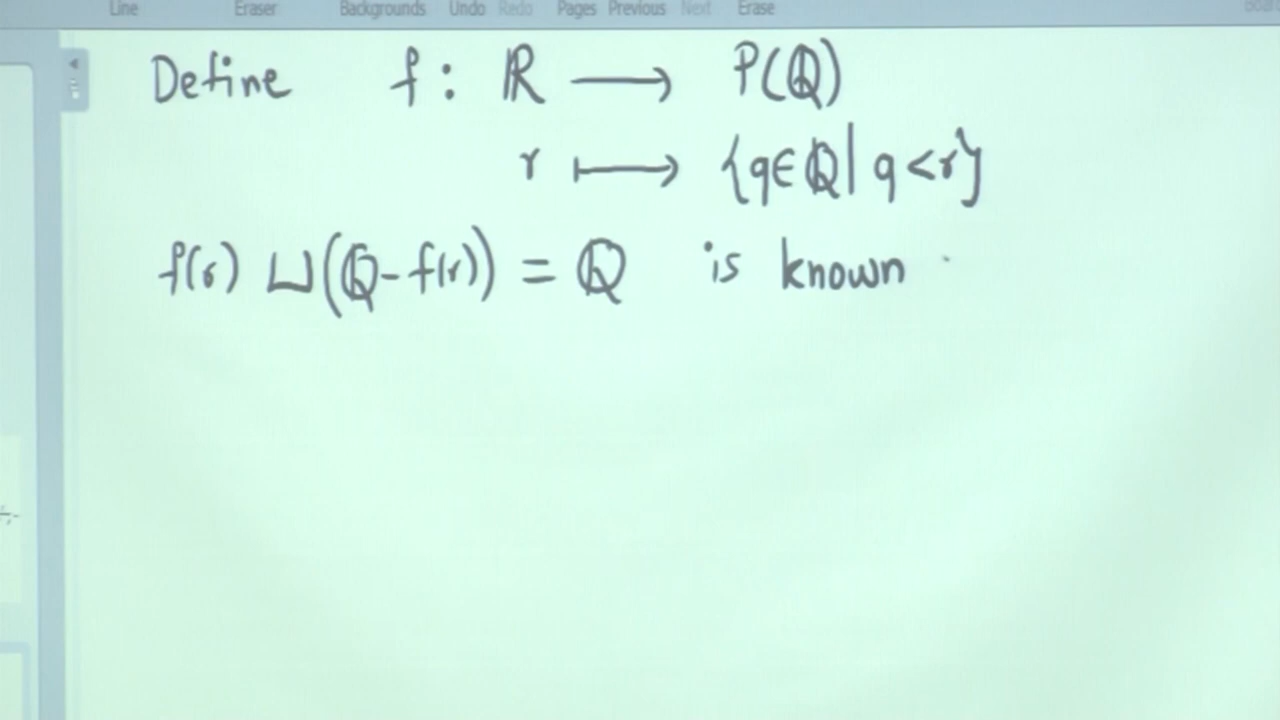 Line Eraser Backgrounds Undo Redo Pages Previous Next Erase
Define f : ℝ ⟶ P(ℚ)
r ⟼ {q∈ℚ | q<r}
f(r) ⊔ (ℚ-f(r)) = ℚ is known